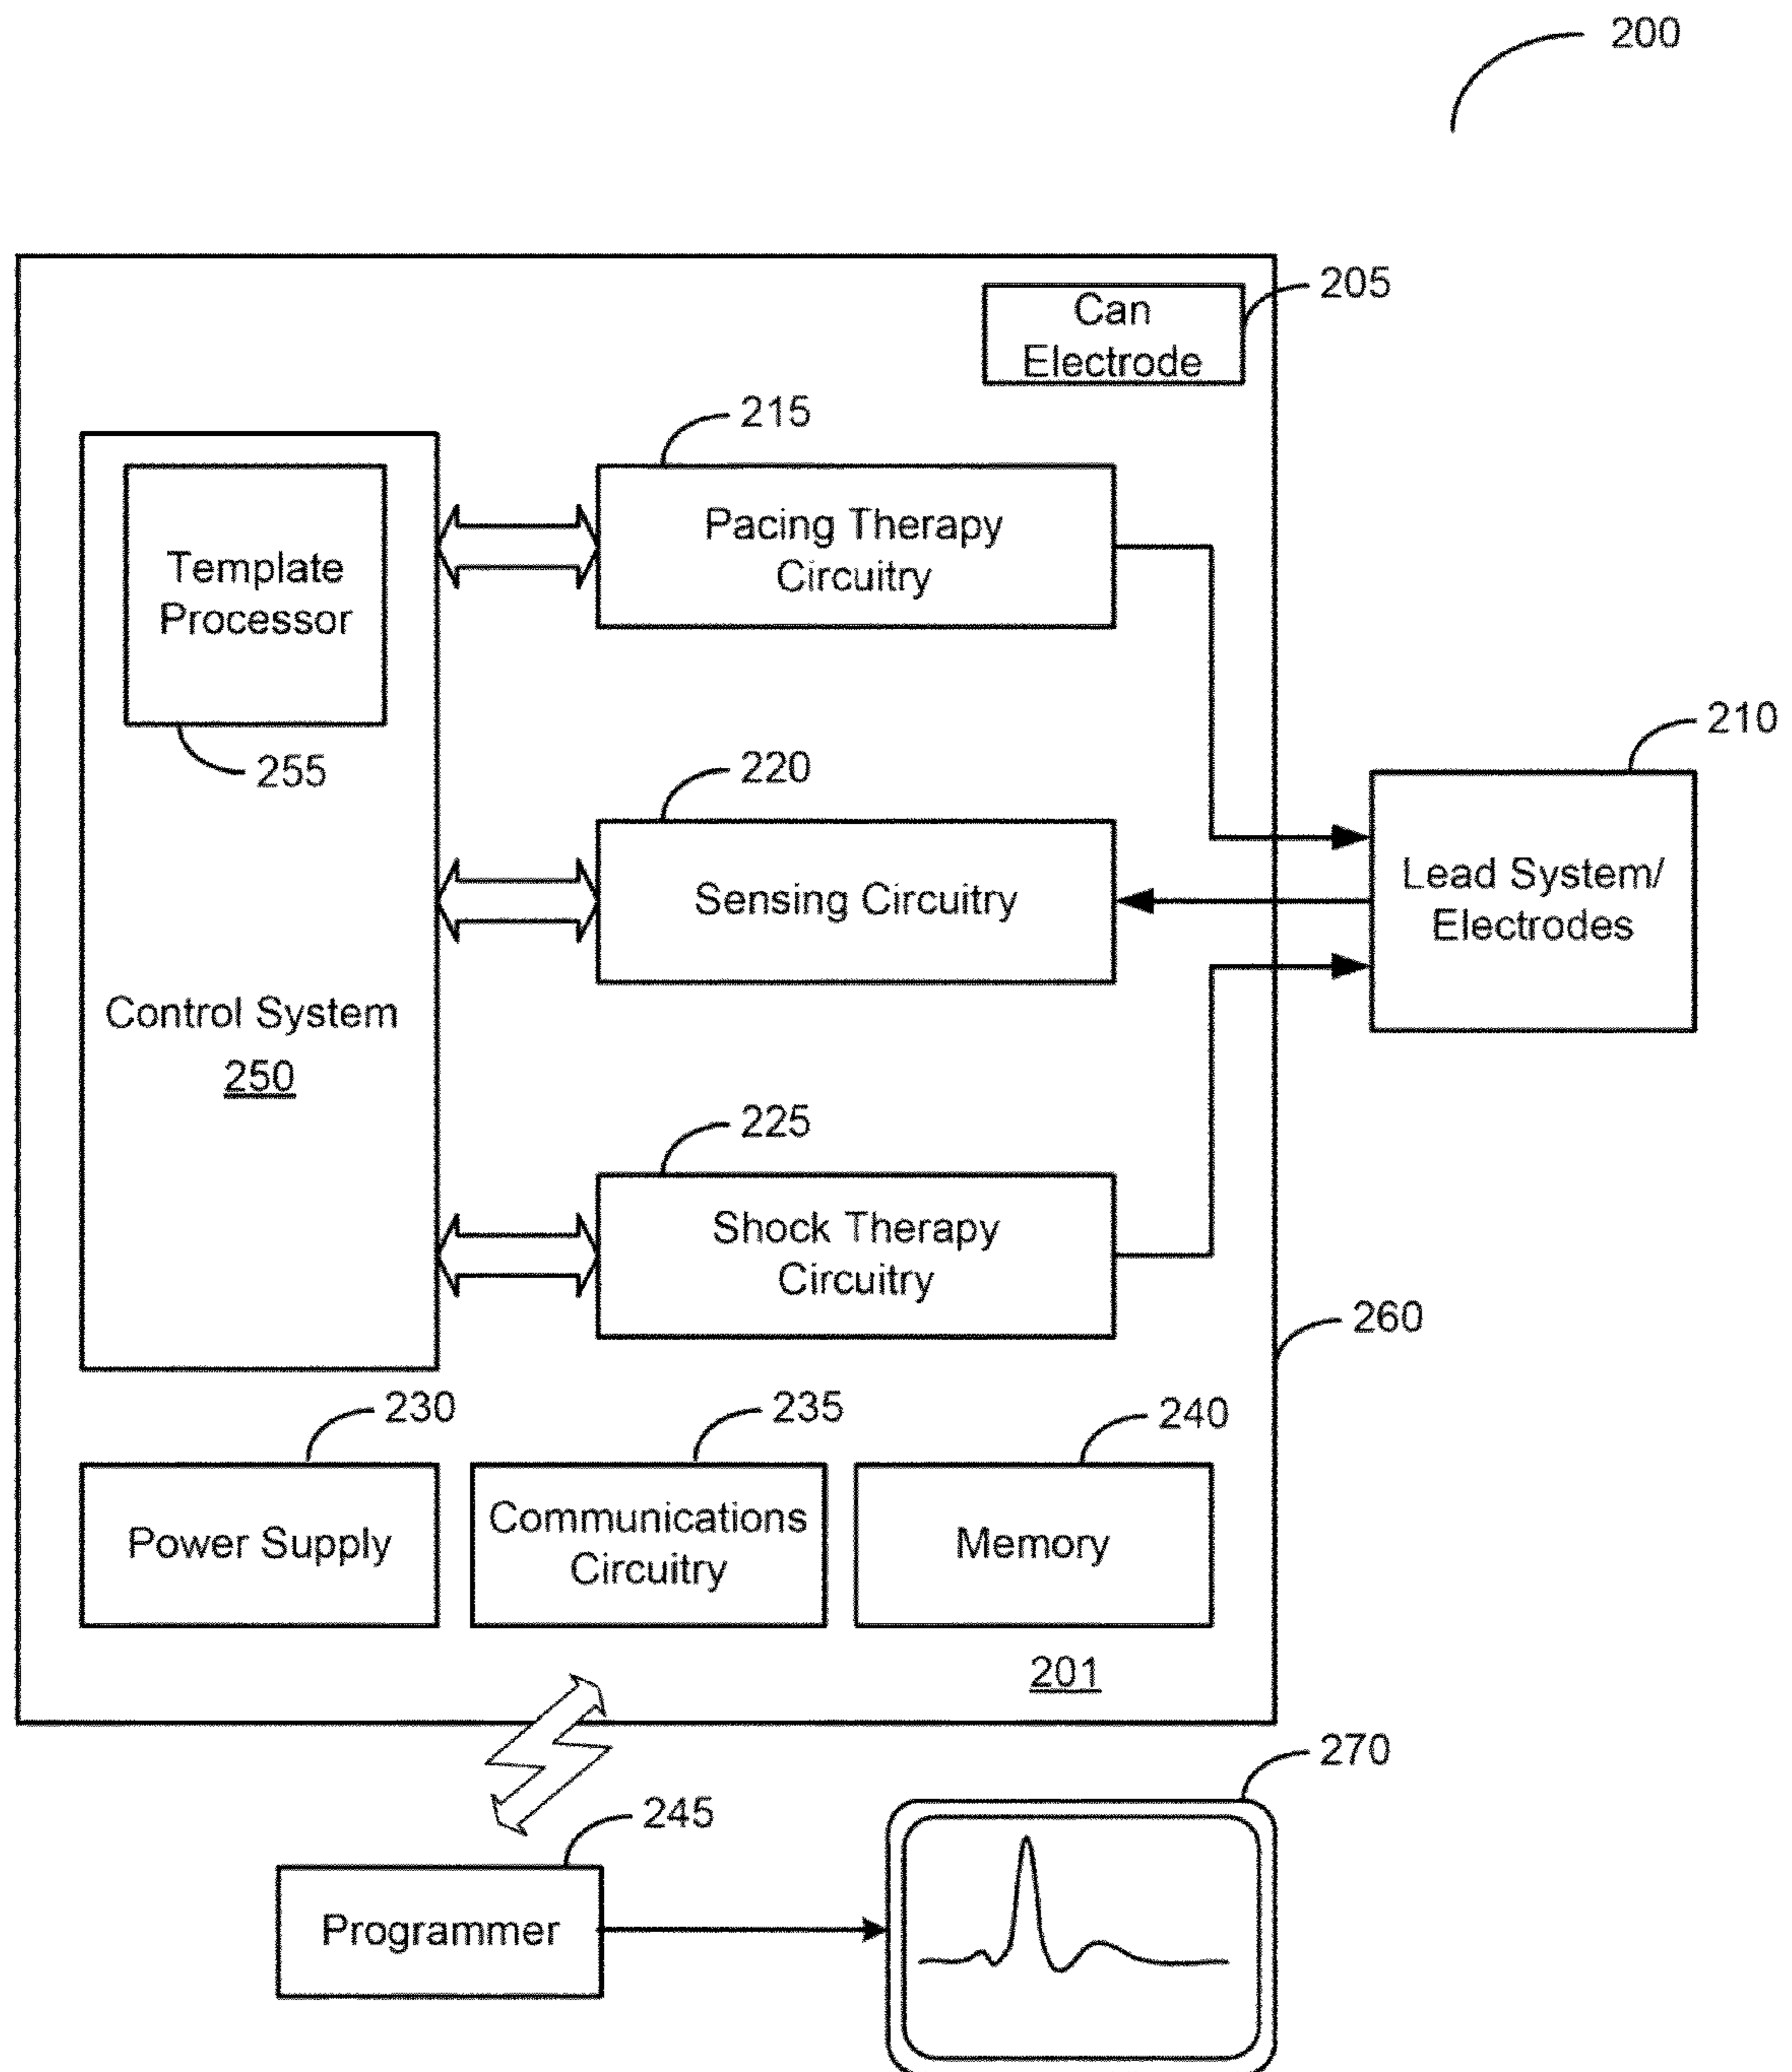 200
205
Can
Electrode
215
Pacing Therapy
Circuitry
Template
Processor
255
210
220
Lead System/
Electrodes
Sensing Circuitry
Control System
250
225
Shock Therapy
Circuitry
260
230
235
240
Power Supply
Communications
Circuitry
Memory
201
270
245
Programmer